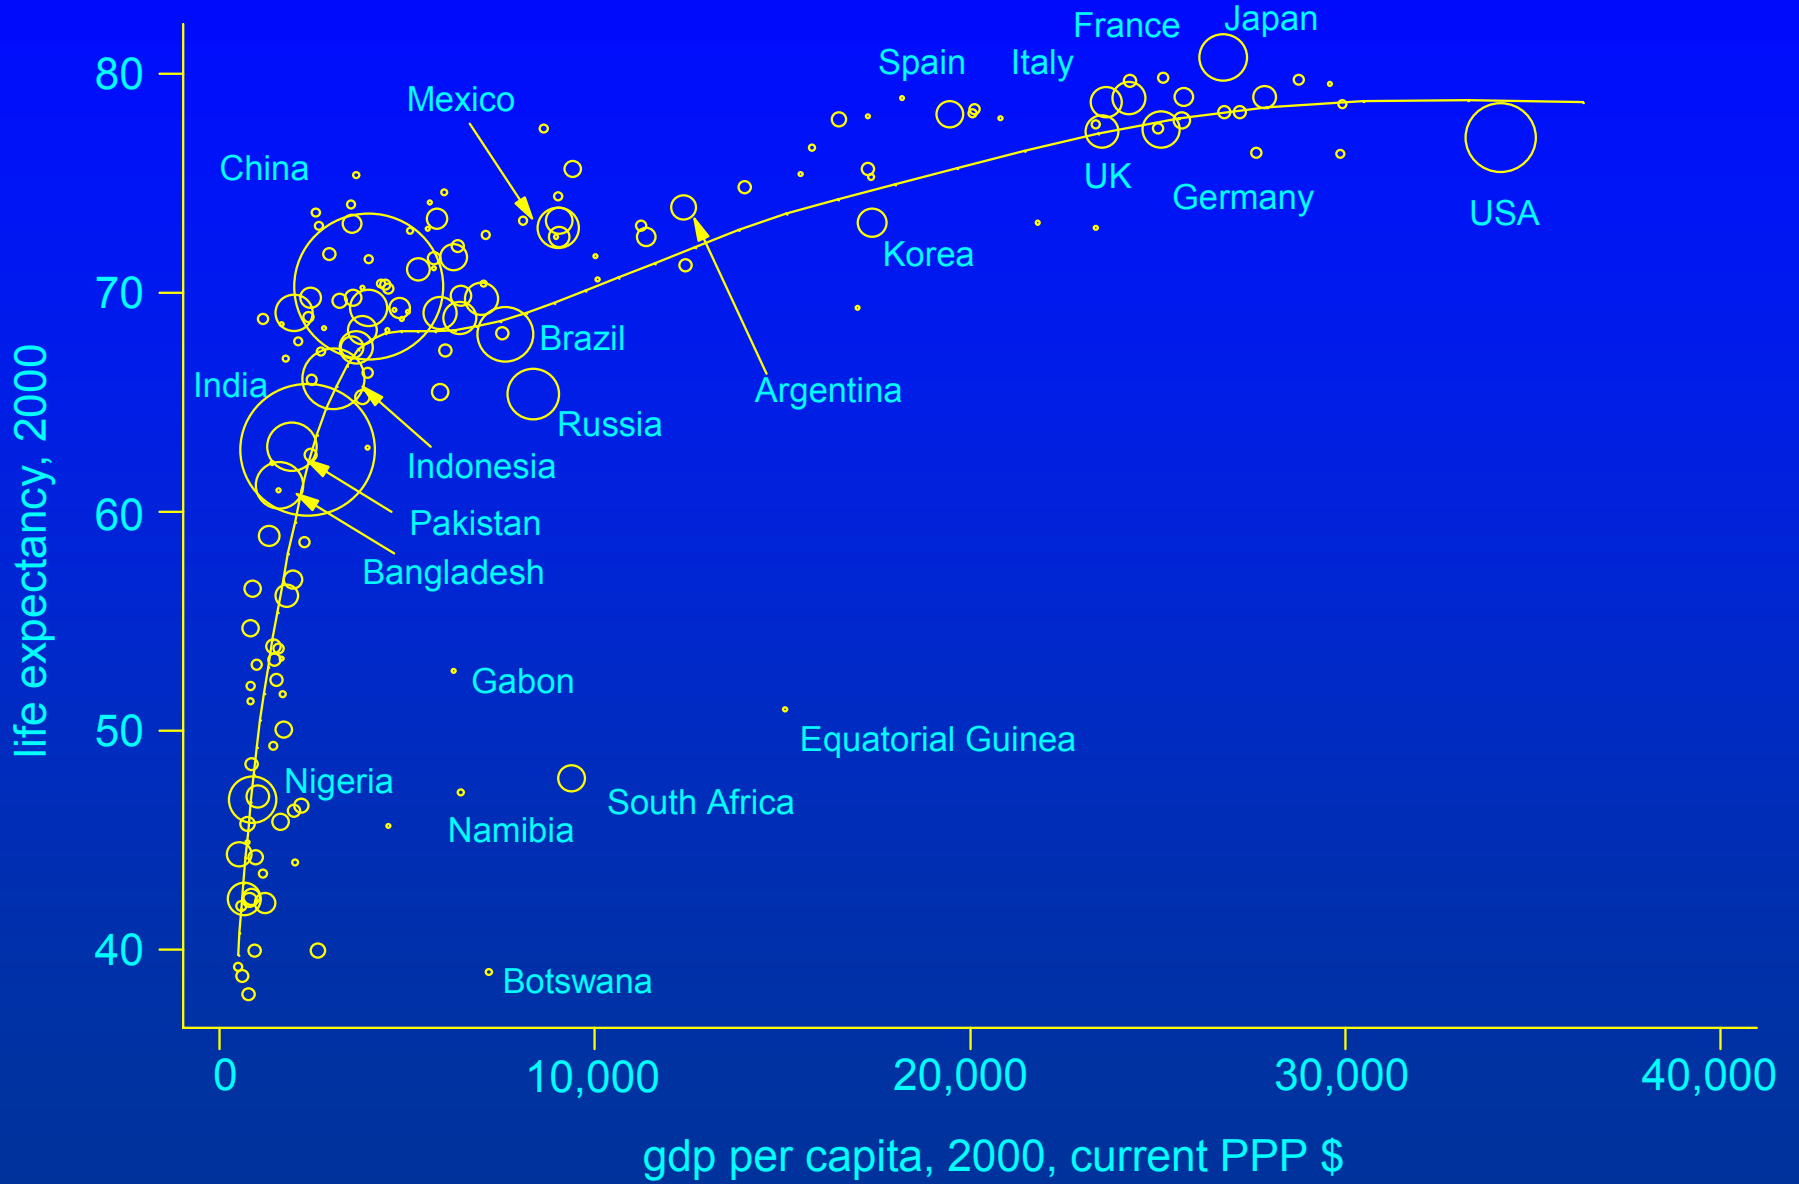 France
Japan
Spain
Italy
80
Mexico
China
UK
Germany
USA
Korea
70
Brazil
India
Argentina
Russia
Indonesia
60
Pakistan
Bangladesh
life expectancy, 2000
Gabon
50
Equatorial Guinea
Nigeria
South Africa
Namibia
40
Botswana
0
10,000
20,000
30,000
40,000
gdp per capita, 2000, current PPP $